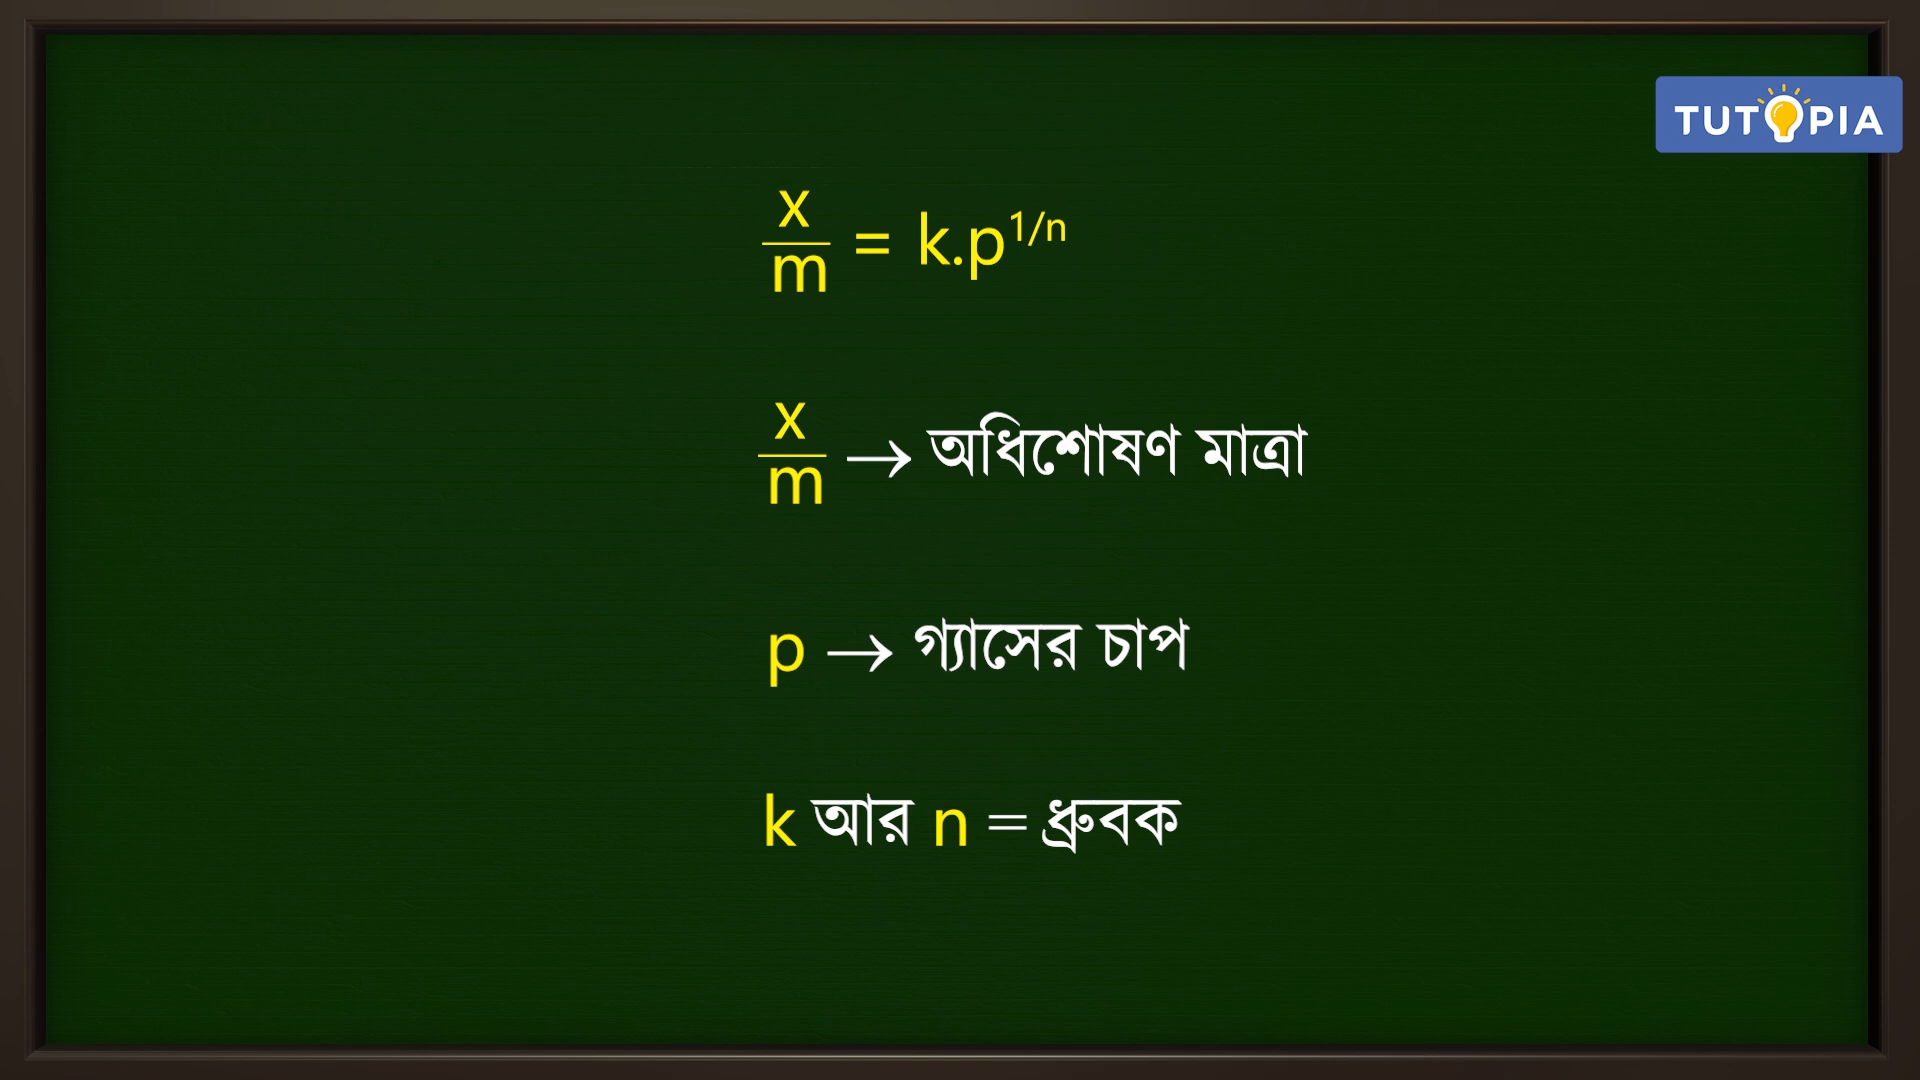 TUTOPIA
x/m = k.p^1/n
x/m → অধিশোষণ মাত্রা
p → গ্যাসের চাপ
k আর n = ধ্রুবক